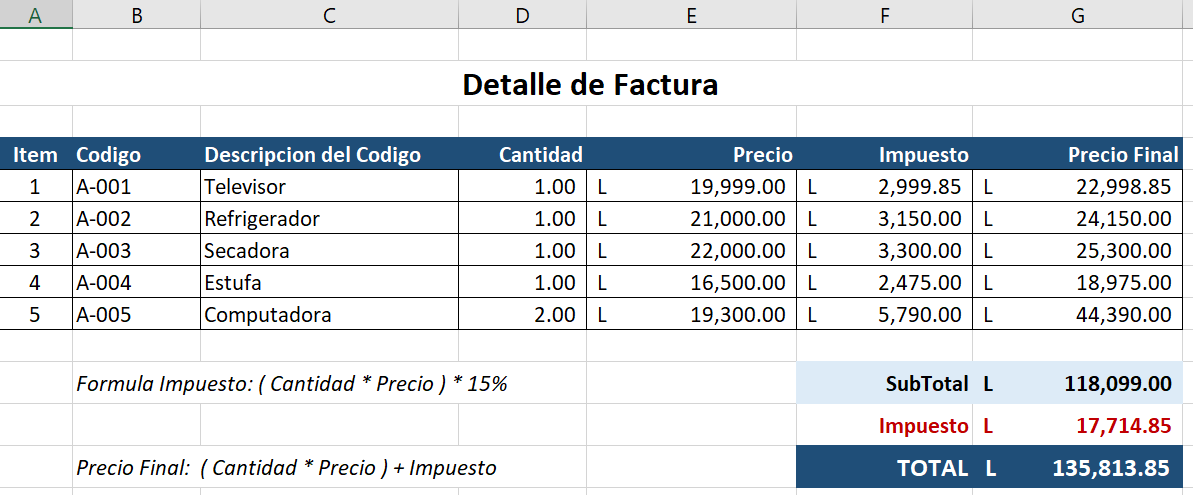 A B C D E F G
Detalle de Factura
Item Codigo Descripcion del Codigo Cantidad Precio Impuesto Precio Final
1 A-001 Televisor 1.00 L 19,999.00 L 2,999.85 L 22,998.85
2 A-002 Refrigerador 1.00 L 21,000.00 L 3,150.00 L 24,150.00
3 A-003 Secadora 1.00 L 22,000.00 L 3,300.00 L 25,300.00
4 A-004 Estufa 1.00 L 16,500.00 L 2,475.00 L 18,975.00
5 A-005 Computadora 2.00 L 19,300.00 L 5,790.00 L 44,390.00
Formula Impuesto: ( Cantidad * Precio ) * 15% SubTotal L 118,099.00
Impuesto L 17,714.85
Precio Final: ( Cantidad * Precio ) + Impuesto TOTAL L 135,813.85